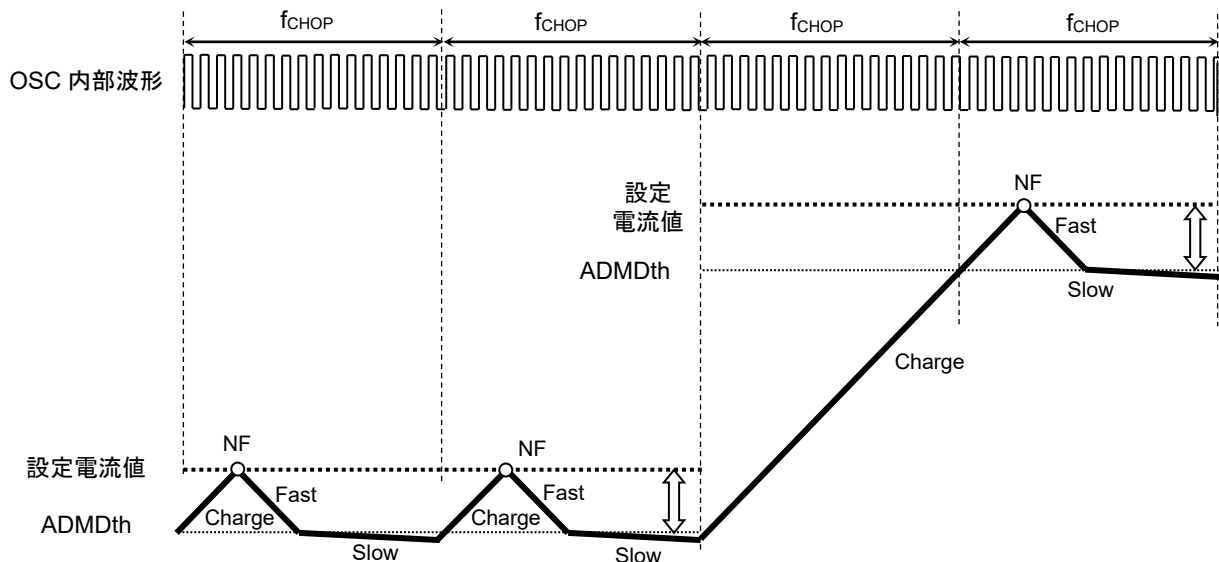 fCHOP
fCHOP
fCHOP
fCHOP
OSC 内部波形
設定
電流値
NF
Fast
ADMDth
Slow
Charge
NF
NF
設定電流値
Fast
Fast
ADMDth
Charge
Charge
Slow
Slow